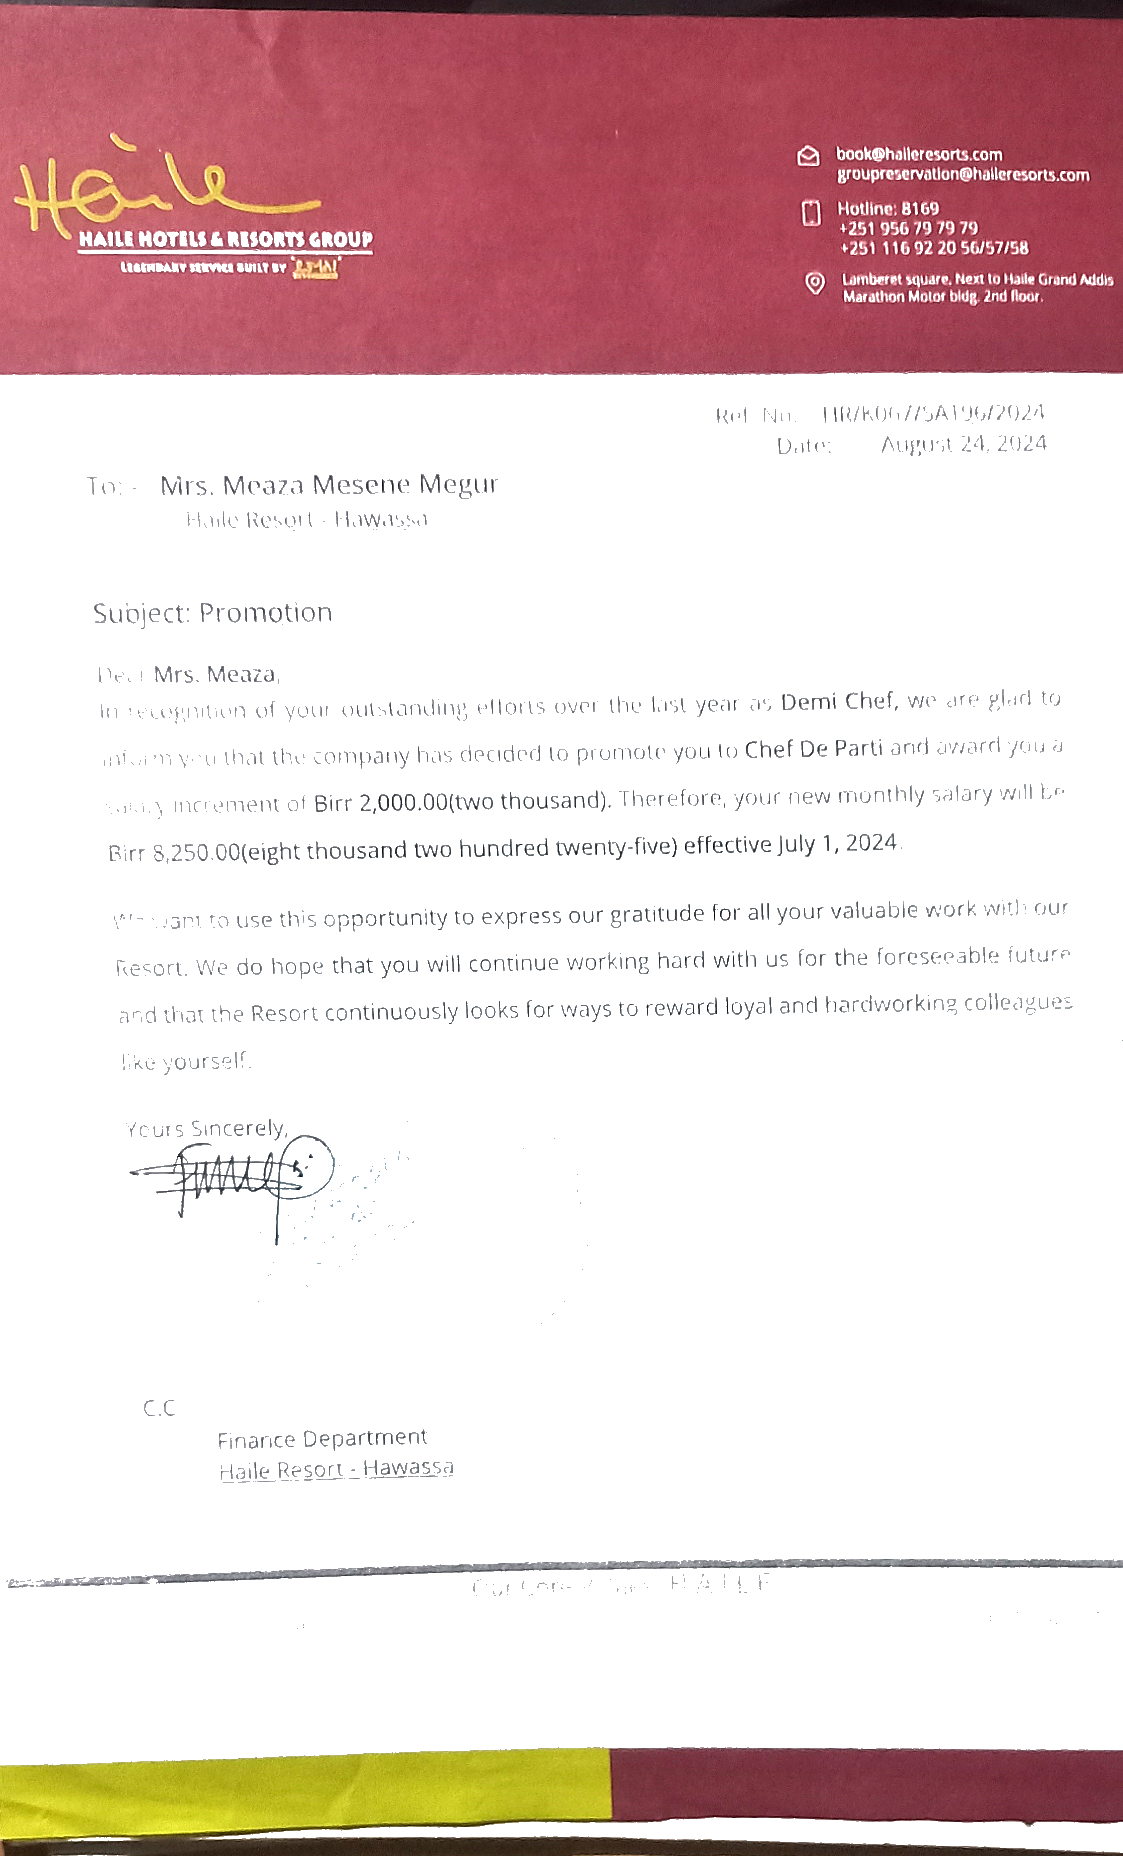 Haile
HAILE HOTELS & RESORTS GROUP
LEGENDARY SERVICE BUILT BY
book@haileresorts.com
groupreservation@haileresorts.com
Hotline: 8169
+251 956 79 79 79
+251 116 92 20 56/57/58
Lamberet square, Next to Haile Grand Addis
Marathon Motor bldg. 2nd floor.
Ref. No.
Date: August 24, 2024
To: - Mrs. Meaza Mesene Megur
Haile Resort - Hawassa
Subject: Promotion
Dear Mrs. Meaza,
In recognition of your outstanding efforts over the last year as Demi Chef, we are glad to
inform you that the company has decided to promote you to Chef De Parti and award you a
salary increment of Birr 2,000.00(two thousand). Therefore, your new monthly salary will be
Birr 8,250.00(eight thousand two hundred twenty-five) effective July 1, 2024.
We want to use this opportunity to express our gratitude for all your valuable work with our
Resort. We do hope that you will continue working hard with us for the foreseeable future
and that the Resort continuously looks for ways to reward loyal and hardworking colleagues
like yourself.
Yours Sincerely,
C.C
Finance Department
Haile Resort - Hawassa
Our Core HAILE